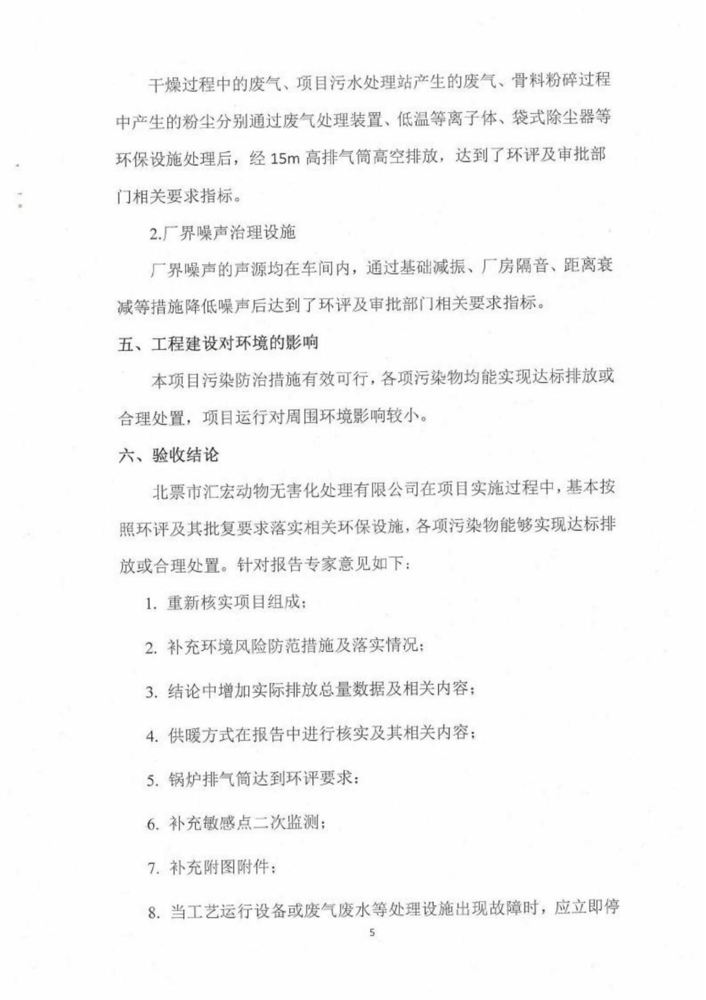 干燥过程中的废气、项目污水处理站产生的废气、骨料粉碎过程
中产生的粉尘分别通过废气处理装置、低温等离子体、袋式除尘器等
环保设施处理后，经 15m 高排气筒高空排放，达到了环评及审批部
门相关要求指标。
2.厂界噪声治理设施
厂界噪声的声源均在车间内，通过基础减振、厂房隔音、距离衰
减等措施降低噪声后达到了环评及审批部门相关要求指标。
五、工程建设对环境的影响
本项目污染防治措施有效可行，各项污染物均能实现达标排放或
合理处置，项目运行对周围环境影响较小。
六、验收结论
北票市汇宏动物无害化处理有限公司在项目实施过程中，基本按
照环评及其批复要求落实相关环保设施，各项污染物能够实现达标排
放或合理处置。针对报告专家意见如下：
1. 重新核实项目组成；
2. 补充环境风险防范措施及落实情况；
3. 结论中增加实际排放总量数据及相关内容；
4. 供暖方式在报告中进行核实及其相关内容；
5. 锅炉排气筒达到环评要求：
6. 补充敏感点二次监测；
7. 补充附图附件；
8. 当工艺运行设备或废气废水等处理设施出现故障时，应立即停
5